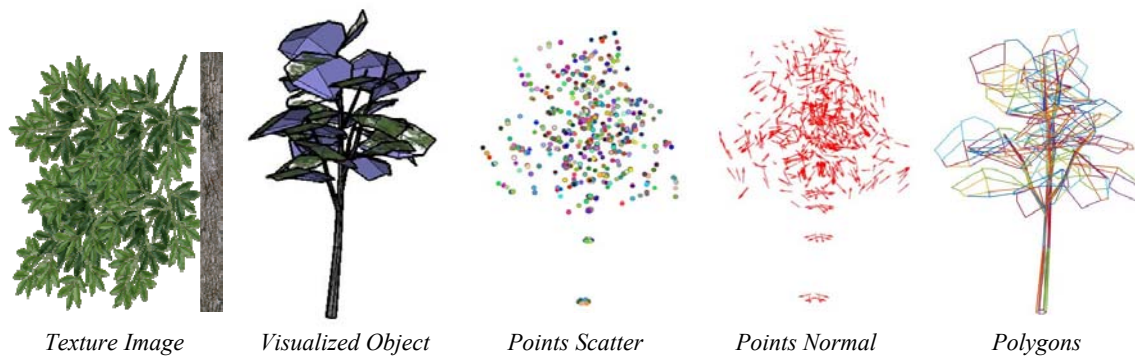 Texture Image
Visualized Object
Points Scatter
Points Normal
Polygons